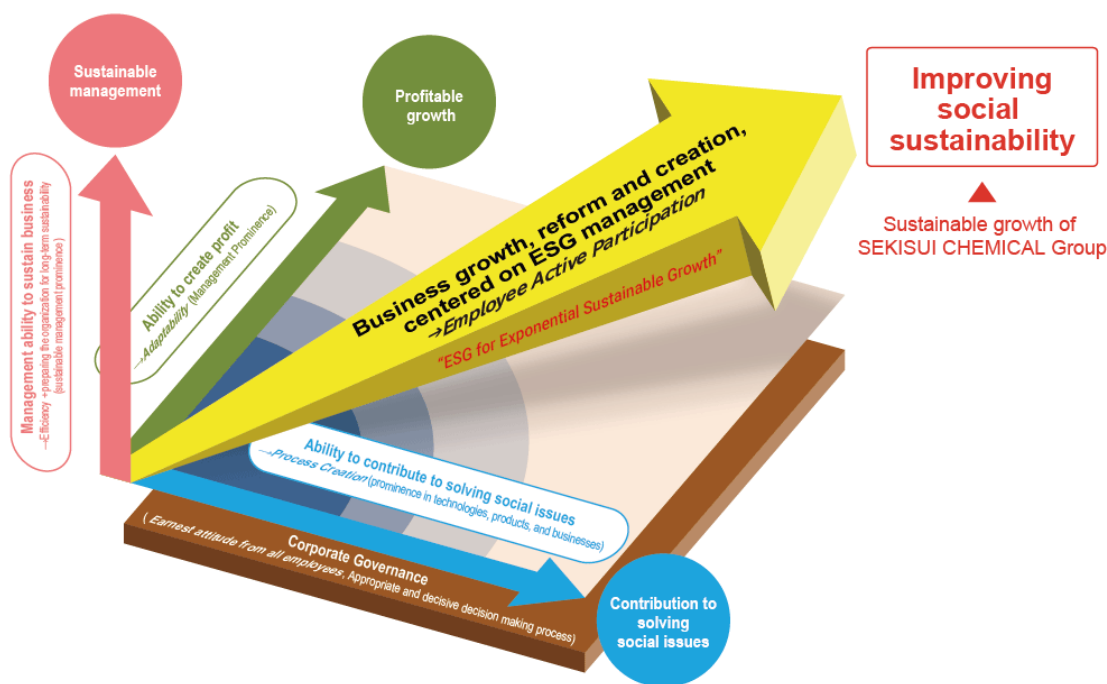 Sustainable
management
Profitable
growth
Improving
social
sustainability
Sustainable growth of
SEKISUI CHEMICAL Group
Management ability to sustain business
→Efficiency +preparing the organization for long-term sustainability
(sustainable management prominence)
Ability to create profit
→Adaptability (Management Prominence)
Business growth, reform and creation,
centered on ESG management
→Employee Active Participation
“ESG for Exponential Sustainable Growth”
Ability to contribute to solving social issues
→Process Creation (prominence in technologies, products, and businesses)
Corporate Governance
( Earnest attitude from all employees, Appropriate and decisive decision making process)
Contribution to
solving
social issues